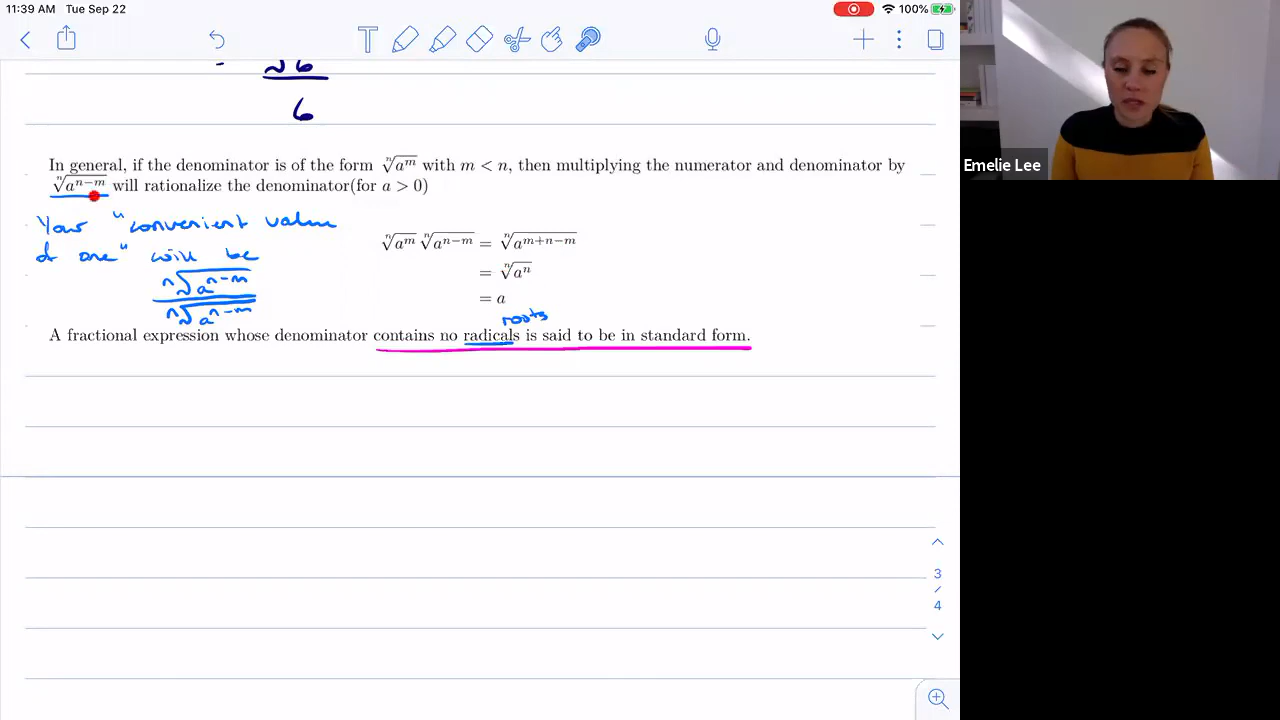 11:39 AM Tue Sep 22
100%
√6
6
In general, if the denominator is of the form ⁿ√aᵐ with m < n, then multiplying the numerator and denominator by
ⁿ√aⁿ⁻ᵐ will rationalize the denominator(for a > 0)
Your "convenient value
of one" will be
ⁿ√aⁿ⁻ᵐ
ⁿ√aⁿ⁻ᵐ
ⁿ√aᵐ ⁿ√aⁿ⁻ᵐ = ⁿ√aᵐ⁺ⁿ⁻ᵐ
= ⁿ√aⁿ
= a
roots
A fractional expression whose denominator contains no radicals is said to be in standard form.
3
/
4
Emelie Lee